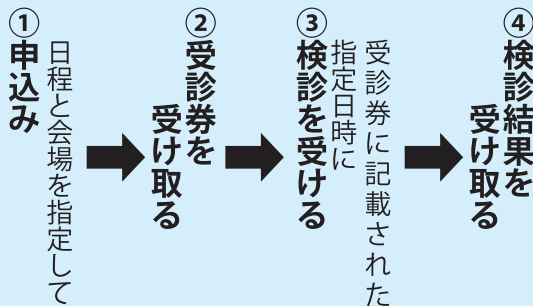 ①
日程と会場を指定して
申込み
②
受診券を
受け取る
③
受診券に記載された
指定日時に
検診を受ける
④
検診結果を
受け取る